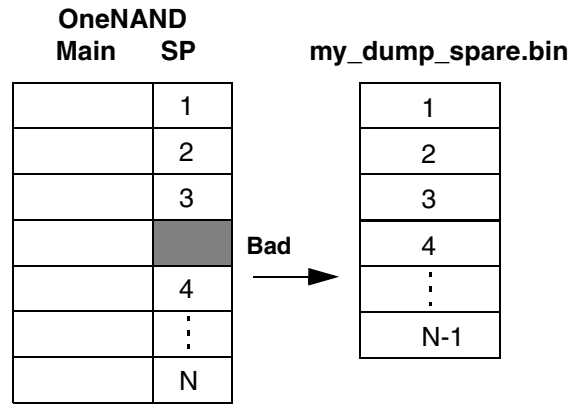 OneNAND
Main SP my_dump_spare.bin
1 1
2 2
3 3
Bad 4
4
N-1
N